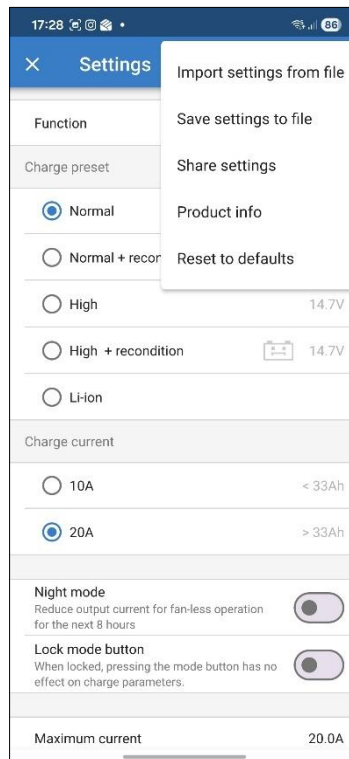 17:28
86
Settings
Import settings from file
Function
Save settings to file
Charge preset
Share settings
Normal
Product info
Normal + recon
Reset to defaults
High 14.7V
High + recondition 14.7V
Li-ion
Charge current
10A < 33Ah
20A > 33Ah
Night mode
Reduce output current for fan-less operation
for the next 8 hours
Lock mode button
When locked, pressing the mode button has no
effect on charge parameters.
Maximum current 20.0A